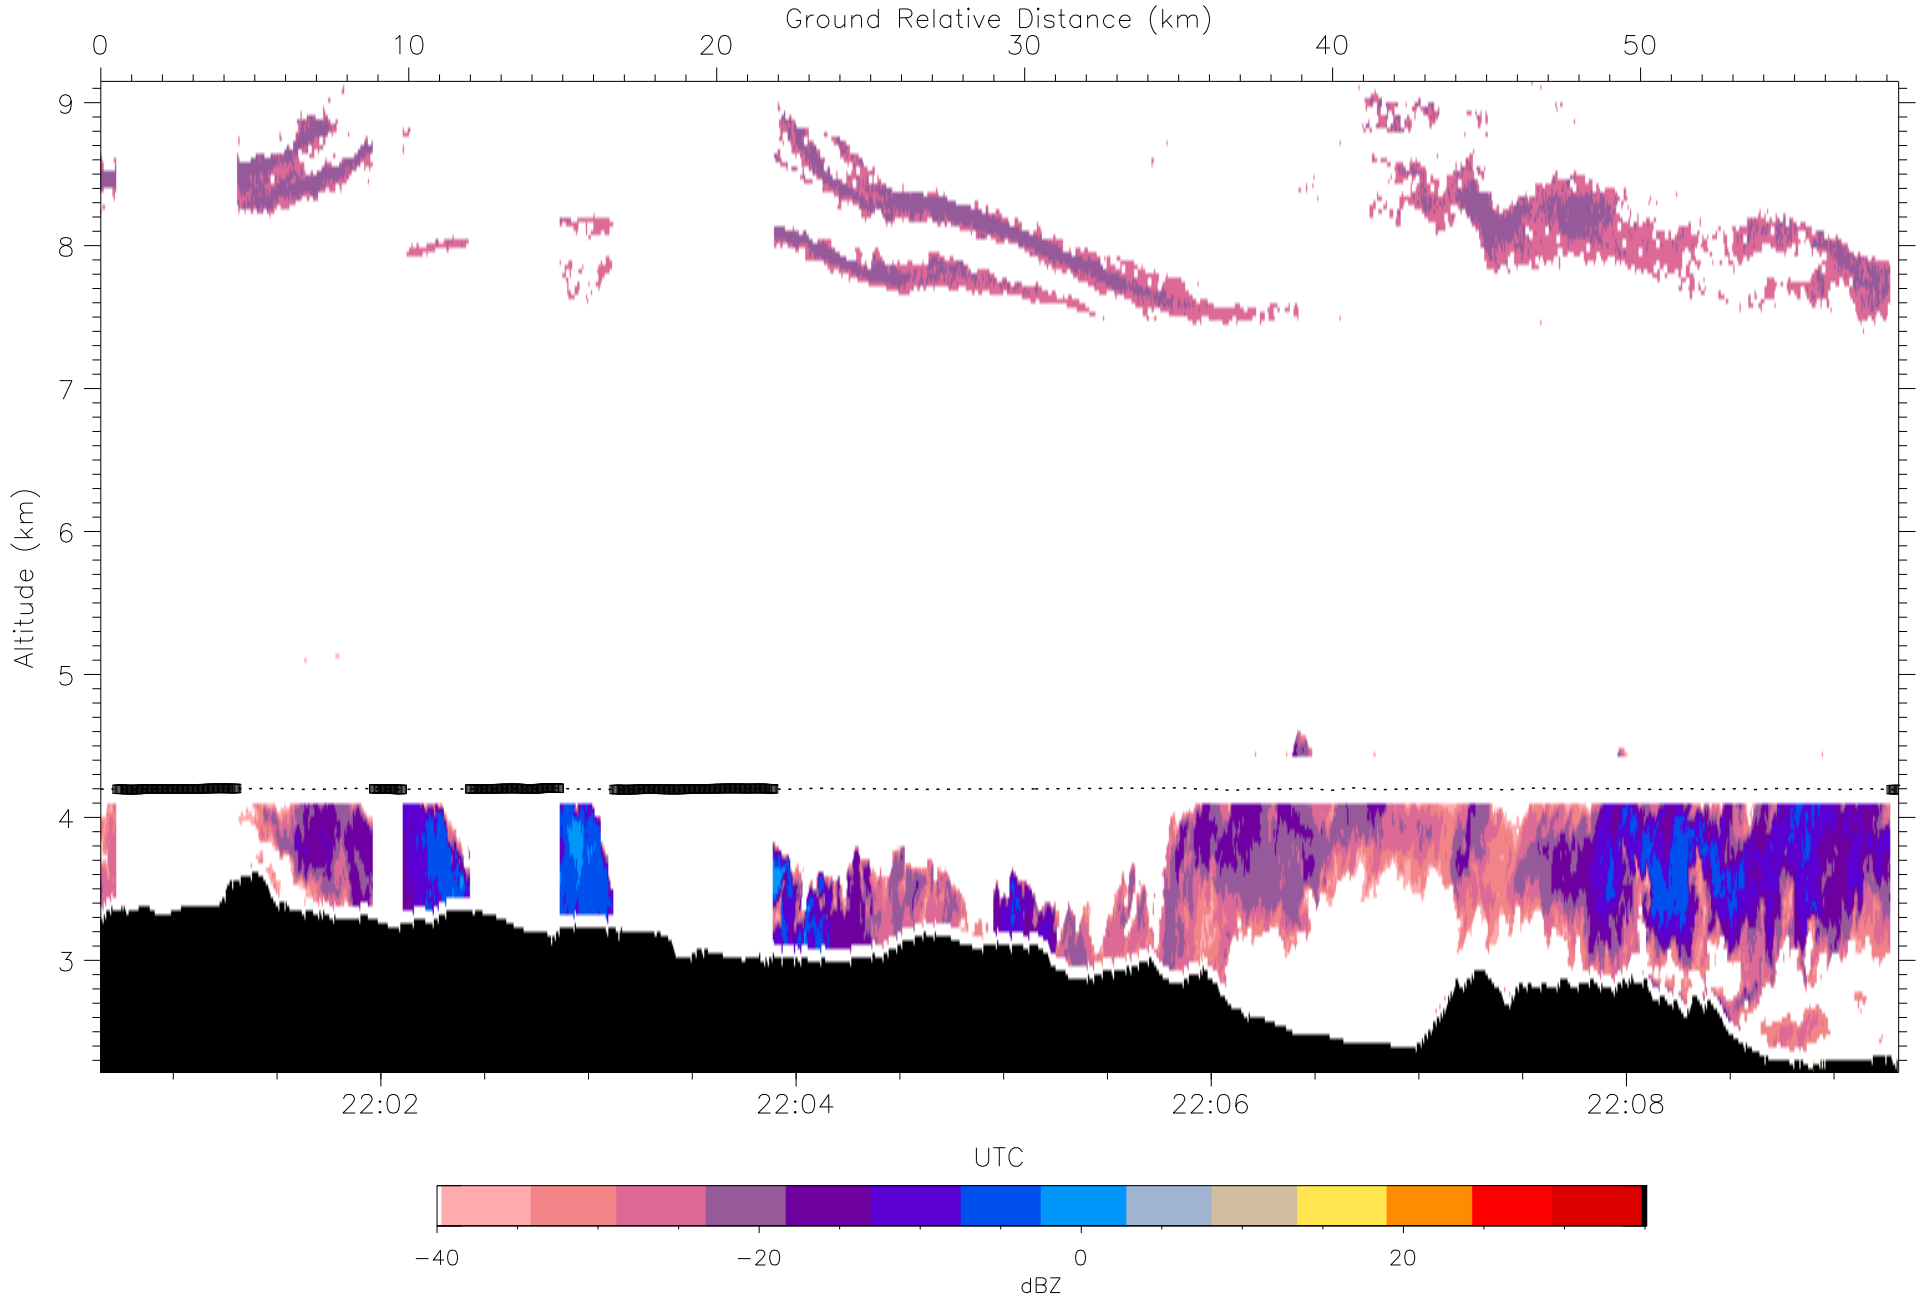 Ground Relative Distance (km)
0 10 20 30 40 50
9
8
7
6
5
4
3
Altitude (km)
22:02 22:04 22:06 22:08
UTC
−40 −20 0 20
dBZ